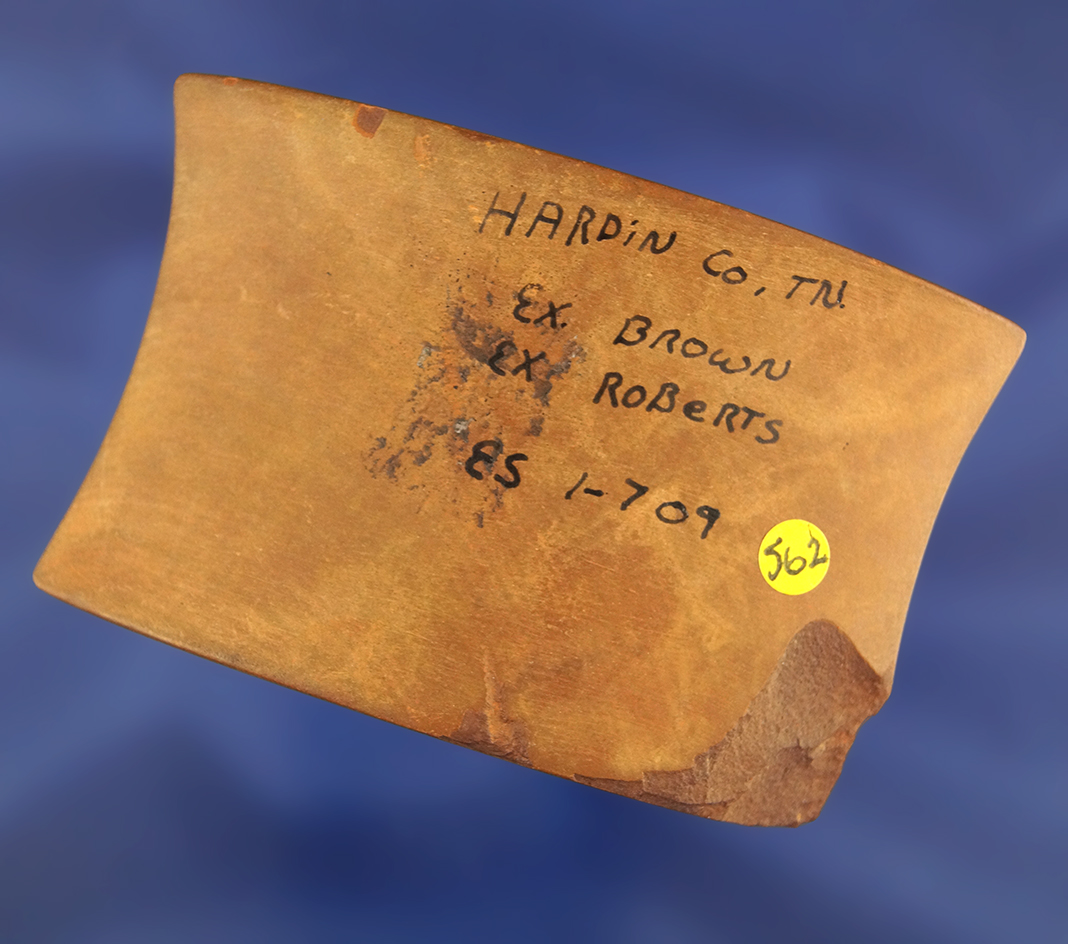 HARDiN Co, TN.
EX. BROWN
EX RoBeRTS
ES 1-709
562